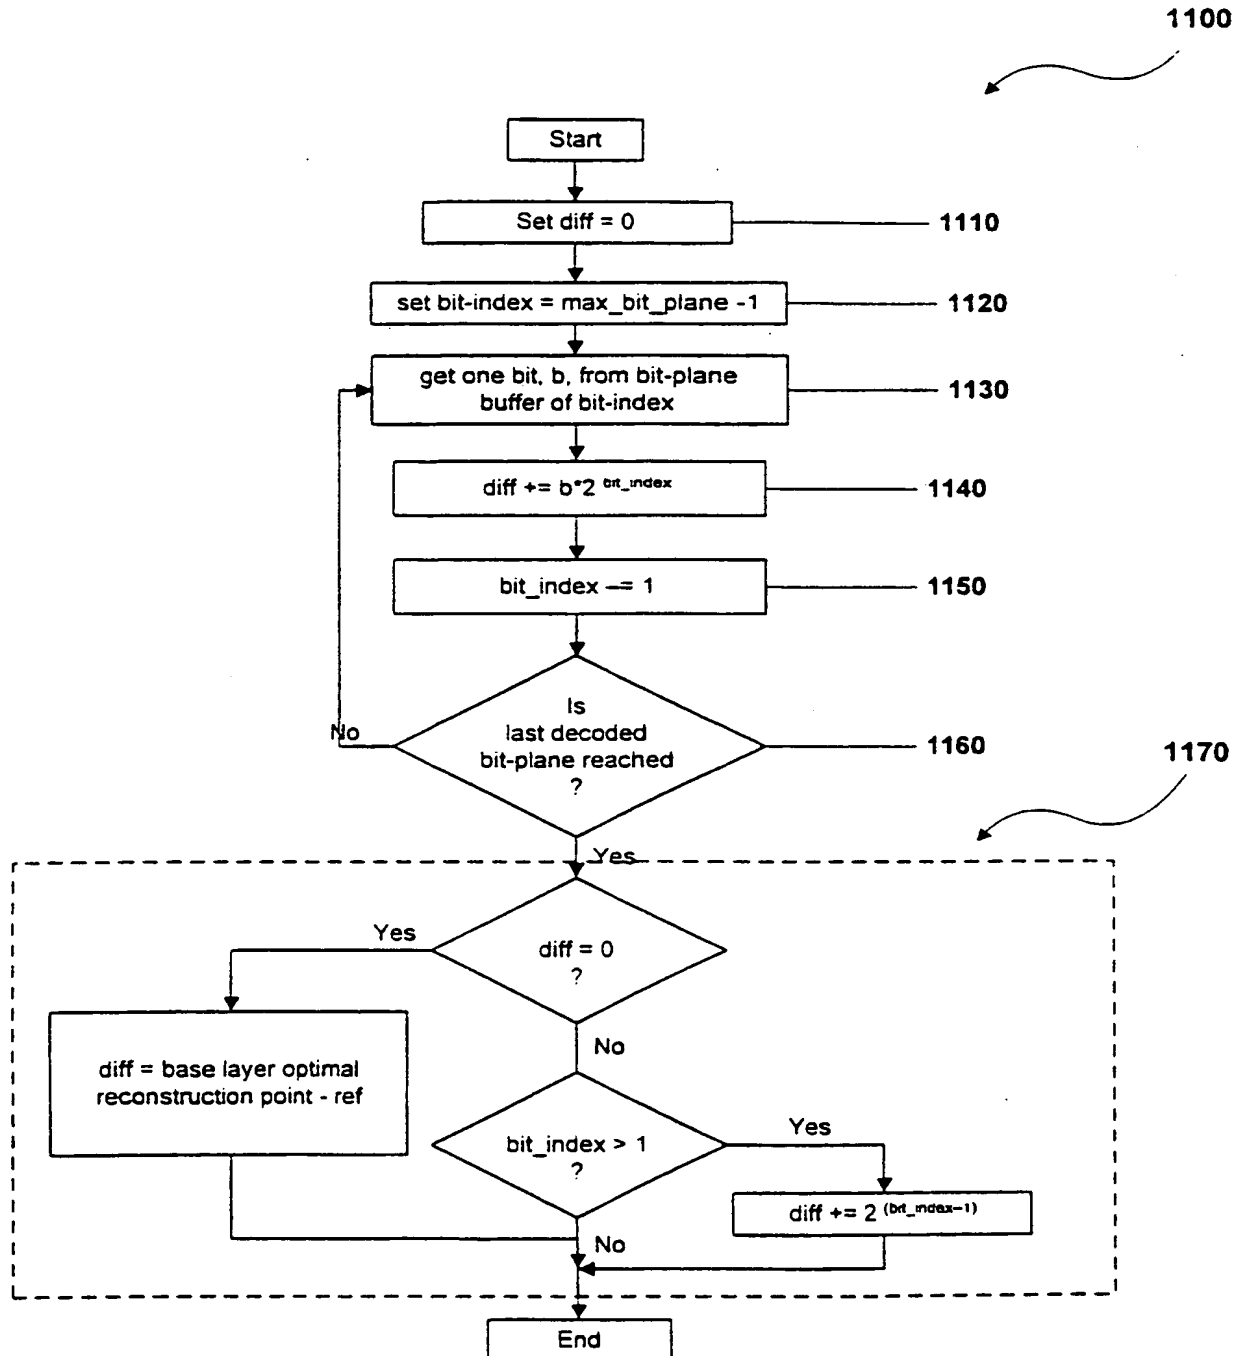 1100
Start
Set diff = 0
1110
set bit-index = max_bit_plane -1
1120
get one bit, b, from bit-plane
buffer of bit-index
1130
diff += b*2 bit_index
1140
bit_index -= 1
1150
Is
last decoded
bit-plane reached
?
No
1160
1170
Yes
diff = 0
?
Yes
No
diff = base layer optimal
reconstruction point - ref
bit_index > 1
?
Yes
diff += 2 (bit_index-1)
No
End